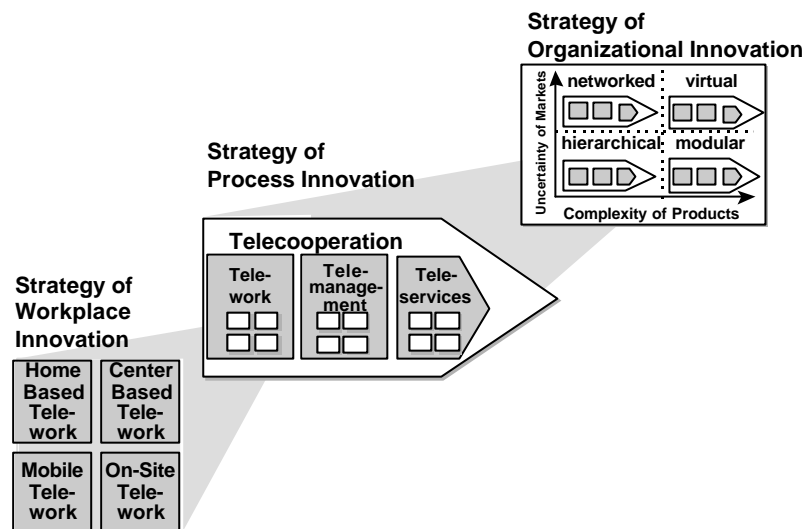 Strategy of
Organizational Innovation
networked virtual
hierarchical modular
Uncertainty of Markets
Complexity of Products
Strategy of
Process Innovation
Telecooperation
Tele-
work
Tele-
manage-
ment
Tele-
services
Strategy of
Workplace
Innovation
Home
Based
Tele-
work
Center
Based
Tele-
work
Mobile
Tele-
work
On-Site
Tele-
work